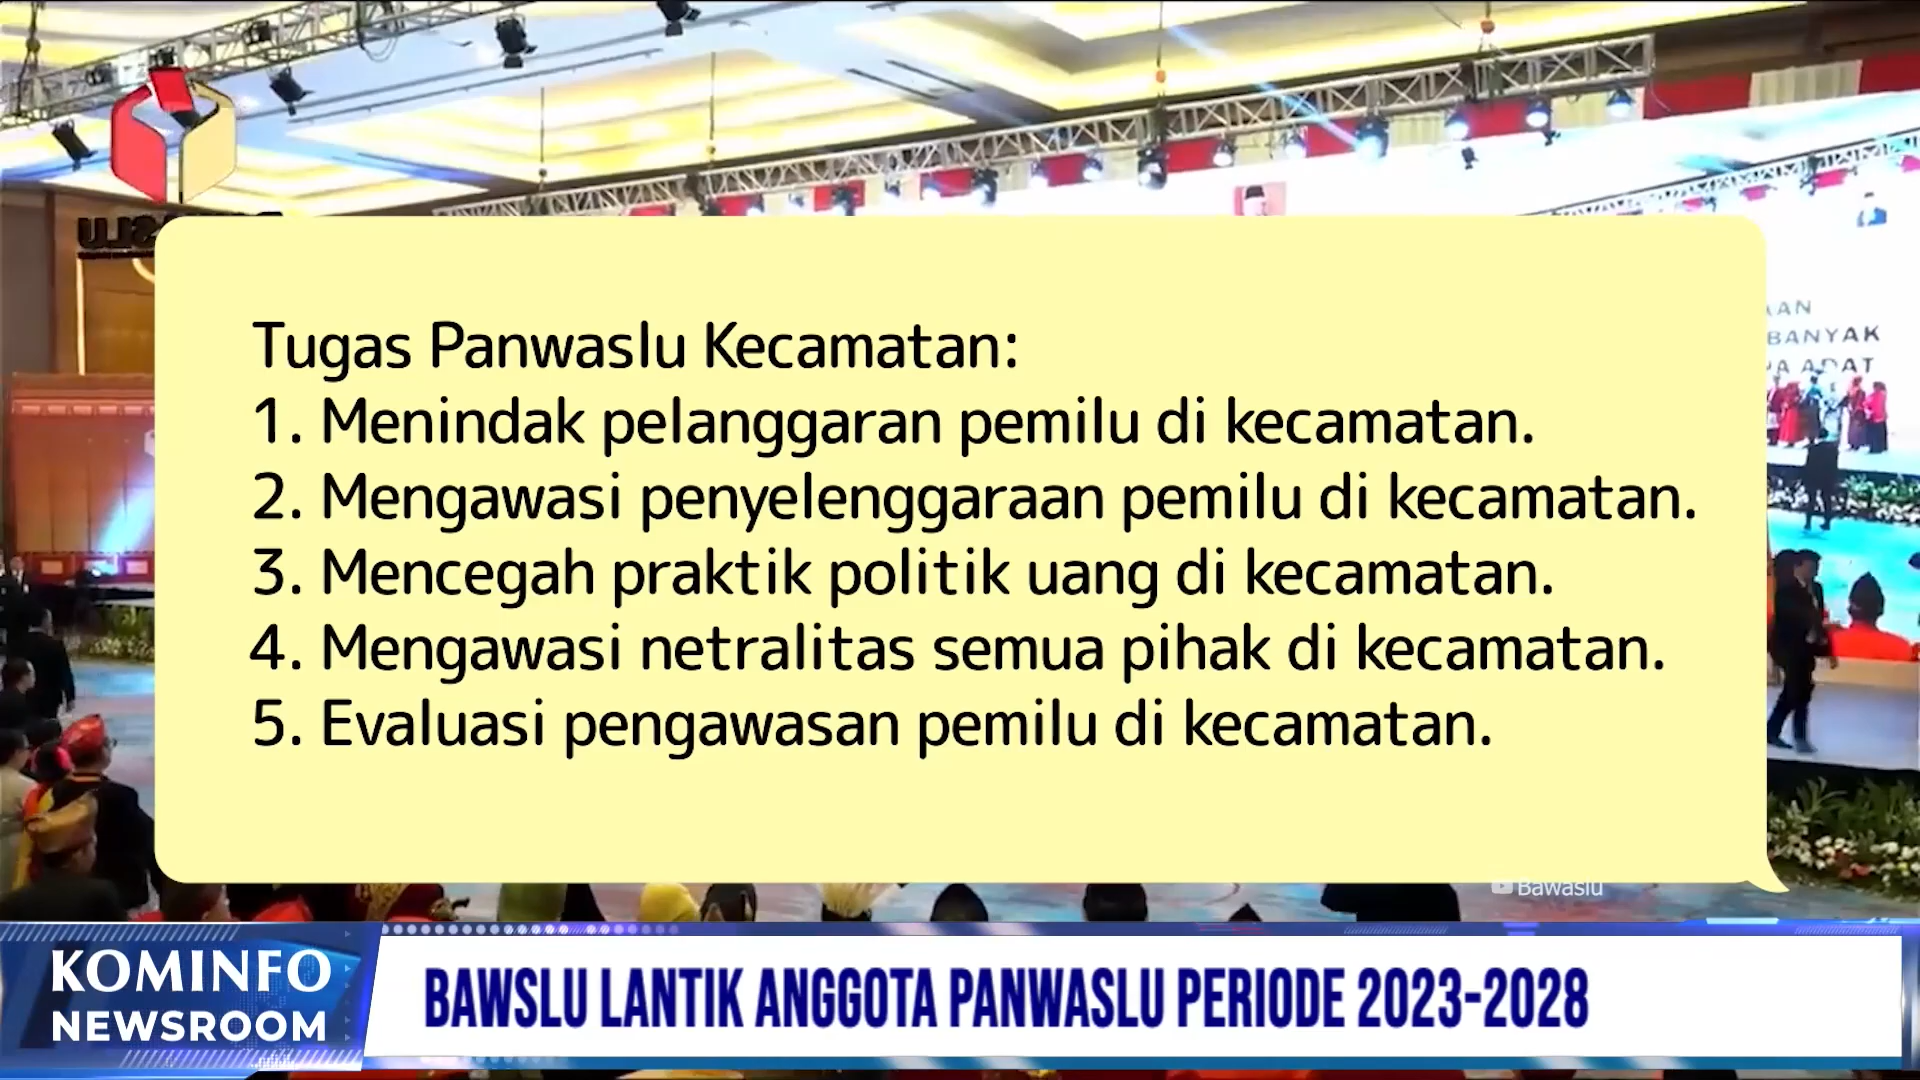 Tugas Panwaslu Kecamatan:
1. Menindak pelanggaran pemilu di kecamatan.
2. Mengawasi penyelenggaraan pemilu di kecamatan.
3. Mencegah praktik politik uang di kecamatan.
4. Mengawasi netralitas semua pihak di kecamatan.
5. Evaluasi pengawasan pemilu di kecamatan.
BANYAK
ADAT
Bawaslu
KOMINFO
NEWSROOM
BAWSLU LANTIK ANGGOTA PANWASLU PERIODE 2023-2028